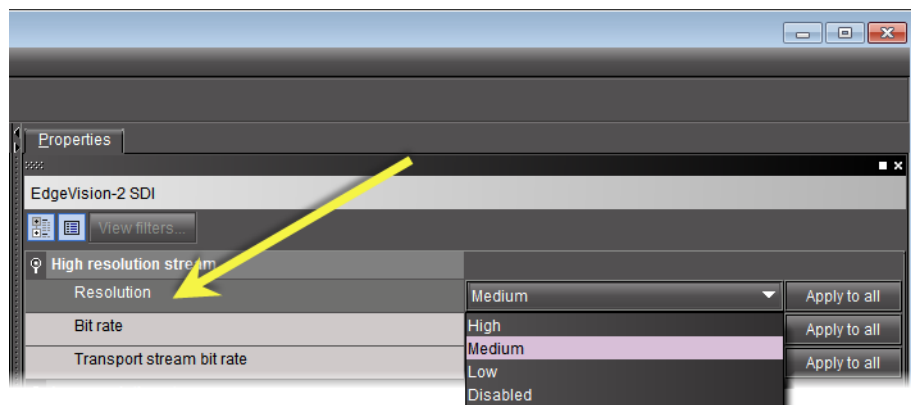 Properties
EdgeVision-2 SDI
View filters...
High resolution stream
Resolution Medium Apply to all
Bit rate High Apply to all
Medium
Transport stream bit rate Apply to all
Low
Disabled